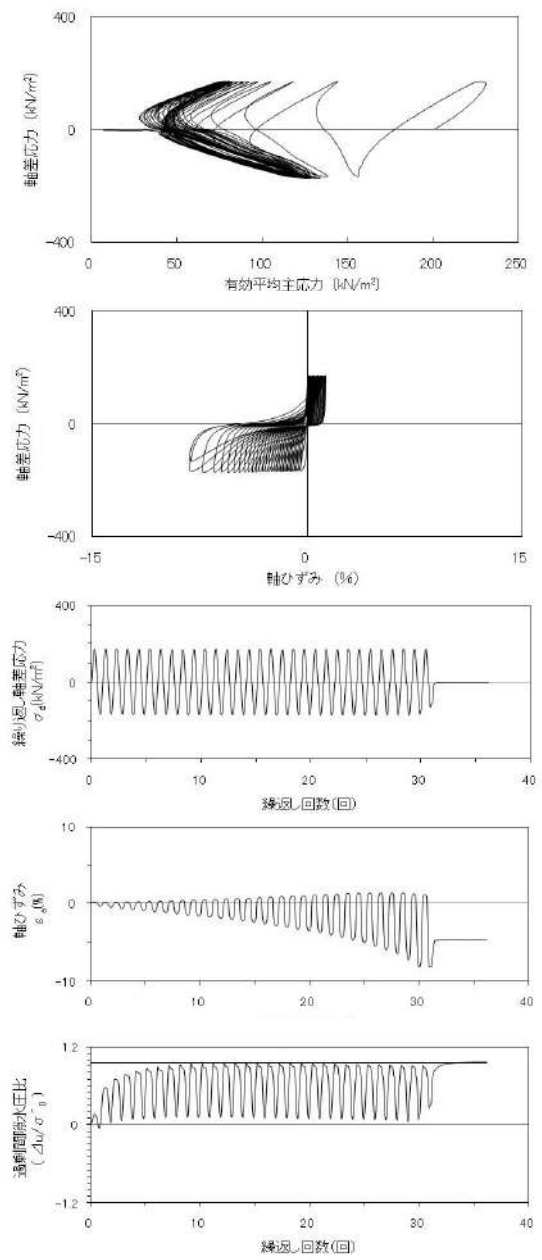 400
0
-400
軸差応力 (kN/m²)
0 50 100 150 200 250
有効平均主応力 (kN/m²)
400
0
-400
軸差応力 (kN/m²)
-15 0 15
軸ひずみ (%)
400
0
-400
繰り返し軸差応力
σd(kN/m²)
0 10 20 30 40
繰返し回数(回)
10
0
-10
軸ひずみ
εa(%)
0 10 20 30 40
1.2
0
-1.2
過剰間隙水圧比
(Δu/σ'0)
0 10 20 30 40
繰返し回数(回)